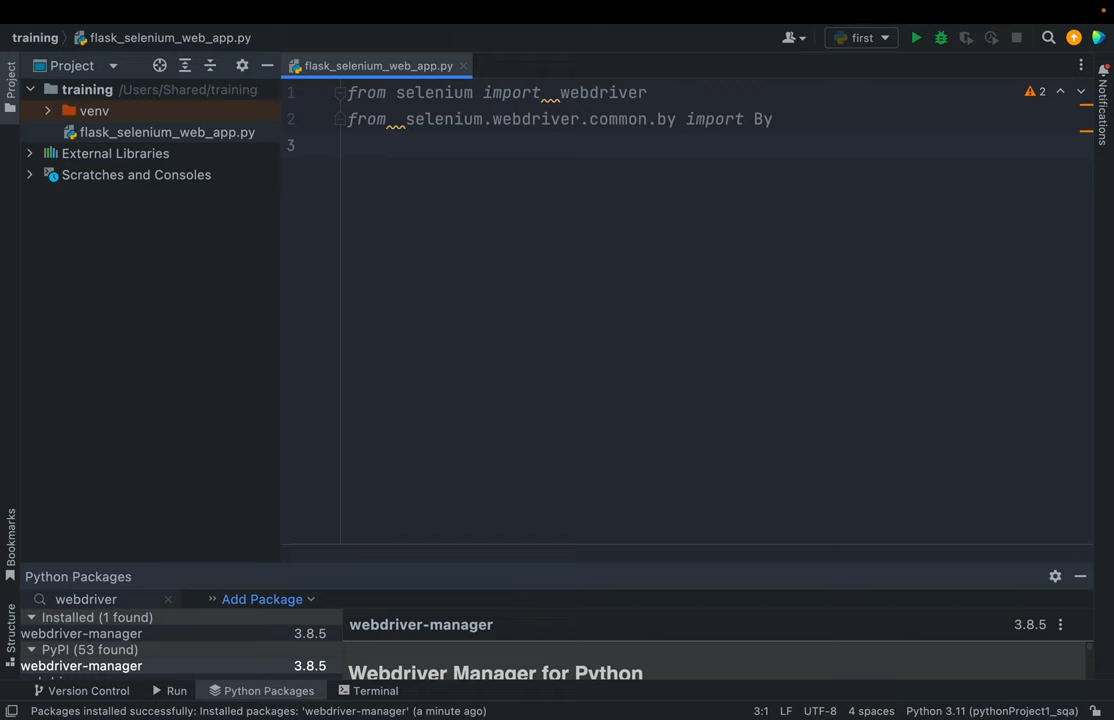 training flask_selenium_web_app.py first
Project
training /Users/Shared/training
venv
flask_selenium_web_app.py
External Libraries
Scratches and Consoles
Project
Bookmarks
Structure
flask_selenium_web_app.py
1 from selenium import  webdriver
2 from  selenium.webdriver.common.by import By
3
2
Notifications
Python Packages
webdriver
Add Package
Installed (1 found)
webdriver-manager 3.8.5
PyPI (53 found)
webdriver-manager 3.8.5
webdriver-manager 3.8.5
Webdriver Manager for Python
Version Control Run Python Packages Terminal
Packages installed successfully: Installed packages: 'webdriver-manager' (a minute ago) 3:1 LF UTF-8 4 spaces Python 3.11 (pythonProject1_sqa)